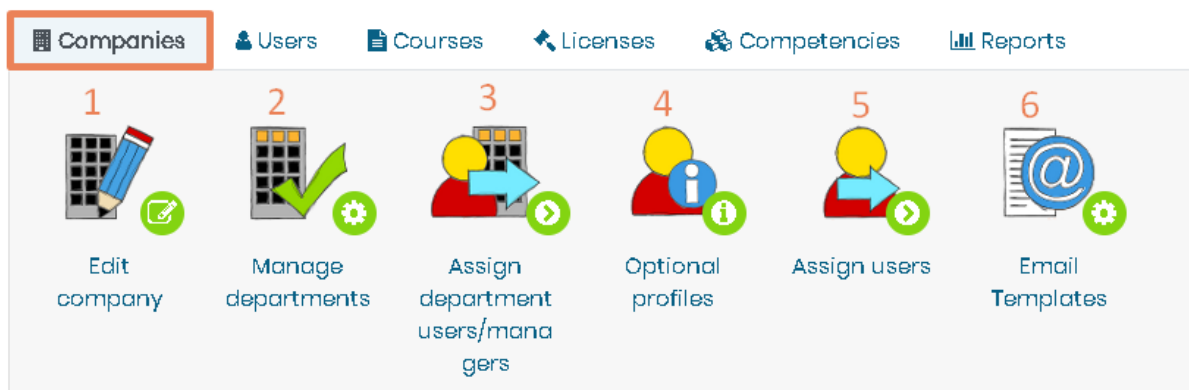 Companies Users Courses Licenses Competencies Reports
1 2 3 4 5 6
Edit company
Manage departments
Assign department users/mana gers
Optional profiles
Assign users
Email Templates